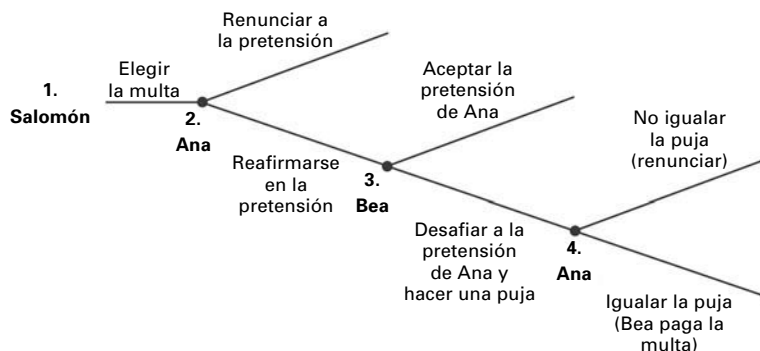 Renunciar a
la pretensión
Elegir
la multa
1.
Salomón
2.
Ana
Aceptar la
pretensión
de Ana
Reafirmarse
en la
pretensión
3.
Bea
No igualar
la puja
(renunciar)
Desafiar a la
pretensión
de Ana y
hacer una puja
4.
Ana
Igualar la puja
(Bea paga la
multa)